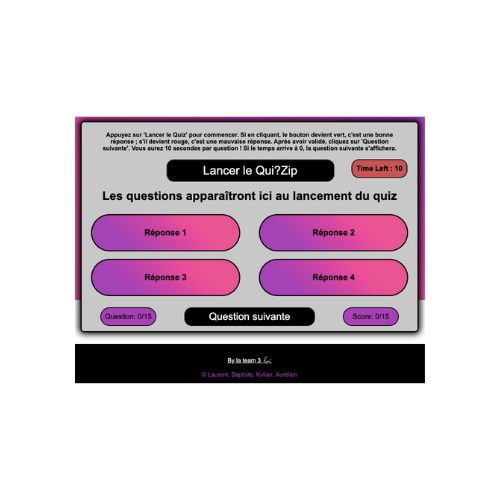 Appuyez sur 'Lancer le Quiz' pour commencer. Si en cliquant, le bouton devient vert, c'est une bonne
réponse ; s'il devient rouge, c'est une mauvaise réponse. Après avoir validé, cliquez sur 'Question
suivante'. Vous aurez 10 secondes par question ! Si le temps arrive à 0, la question suivante s'affichera.
Lancer le Qui?Zip
Time Left : 10
Les questions apparaîtront ici au lancement du quiz
Réponse 1
Réponse 2
Réponse 3
Réponse 4
Question: 0/15
Question suivante
Score: 0/15
By la team 3
© Laurent, Baptiste, Kylian, Aurélien